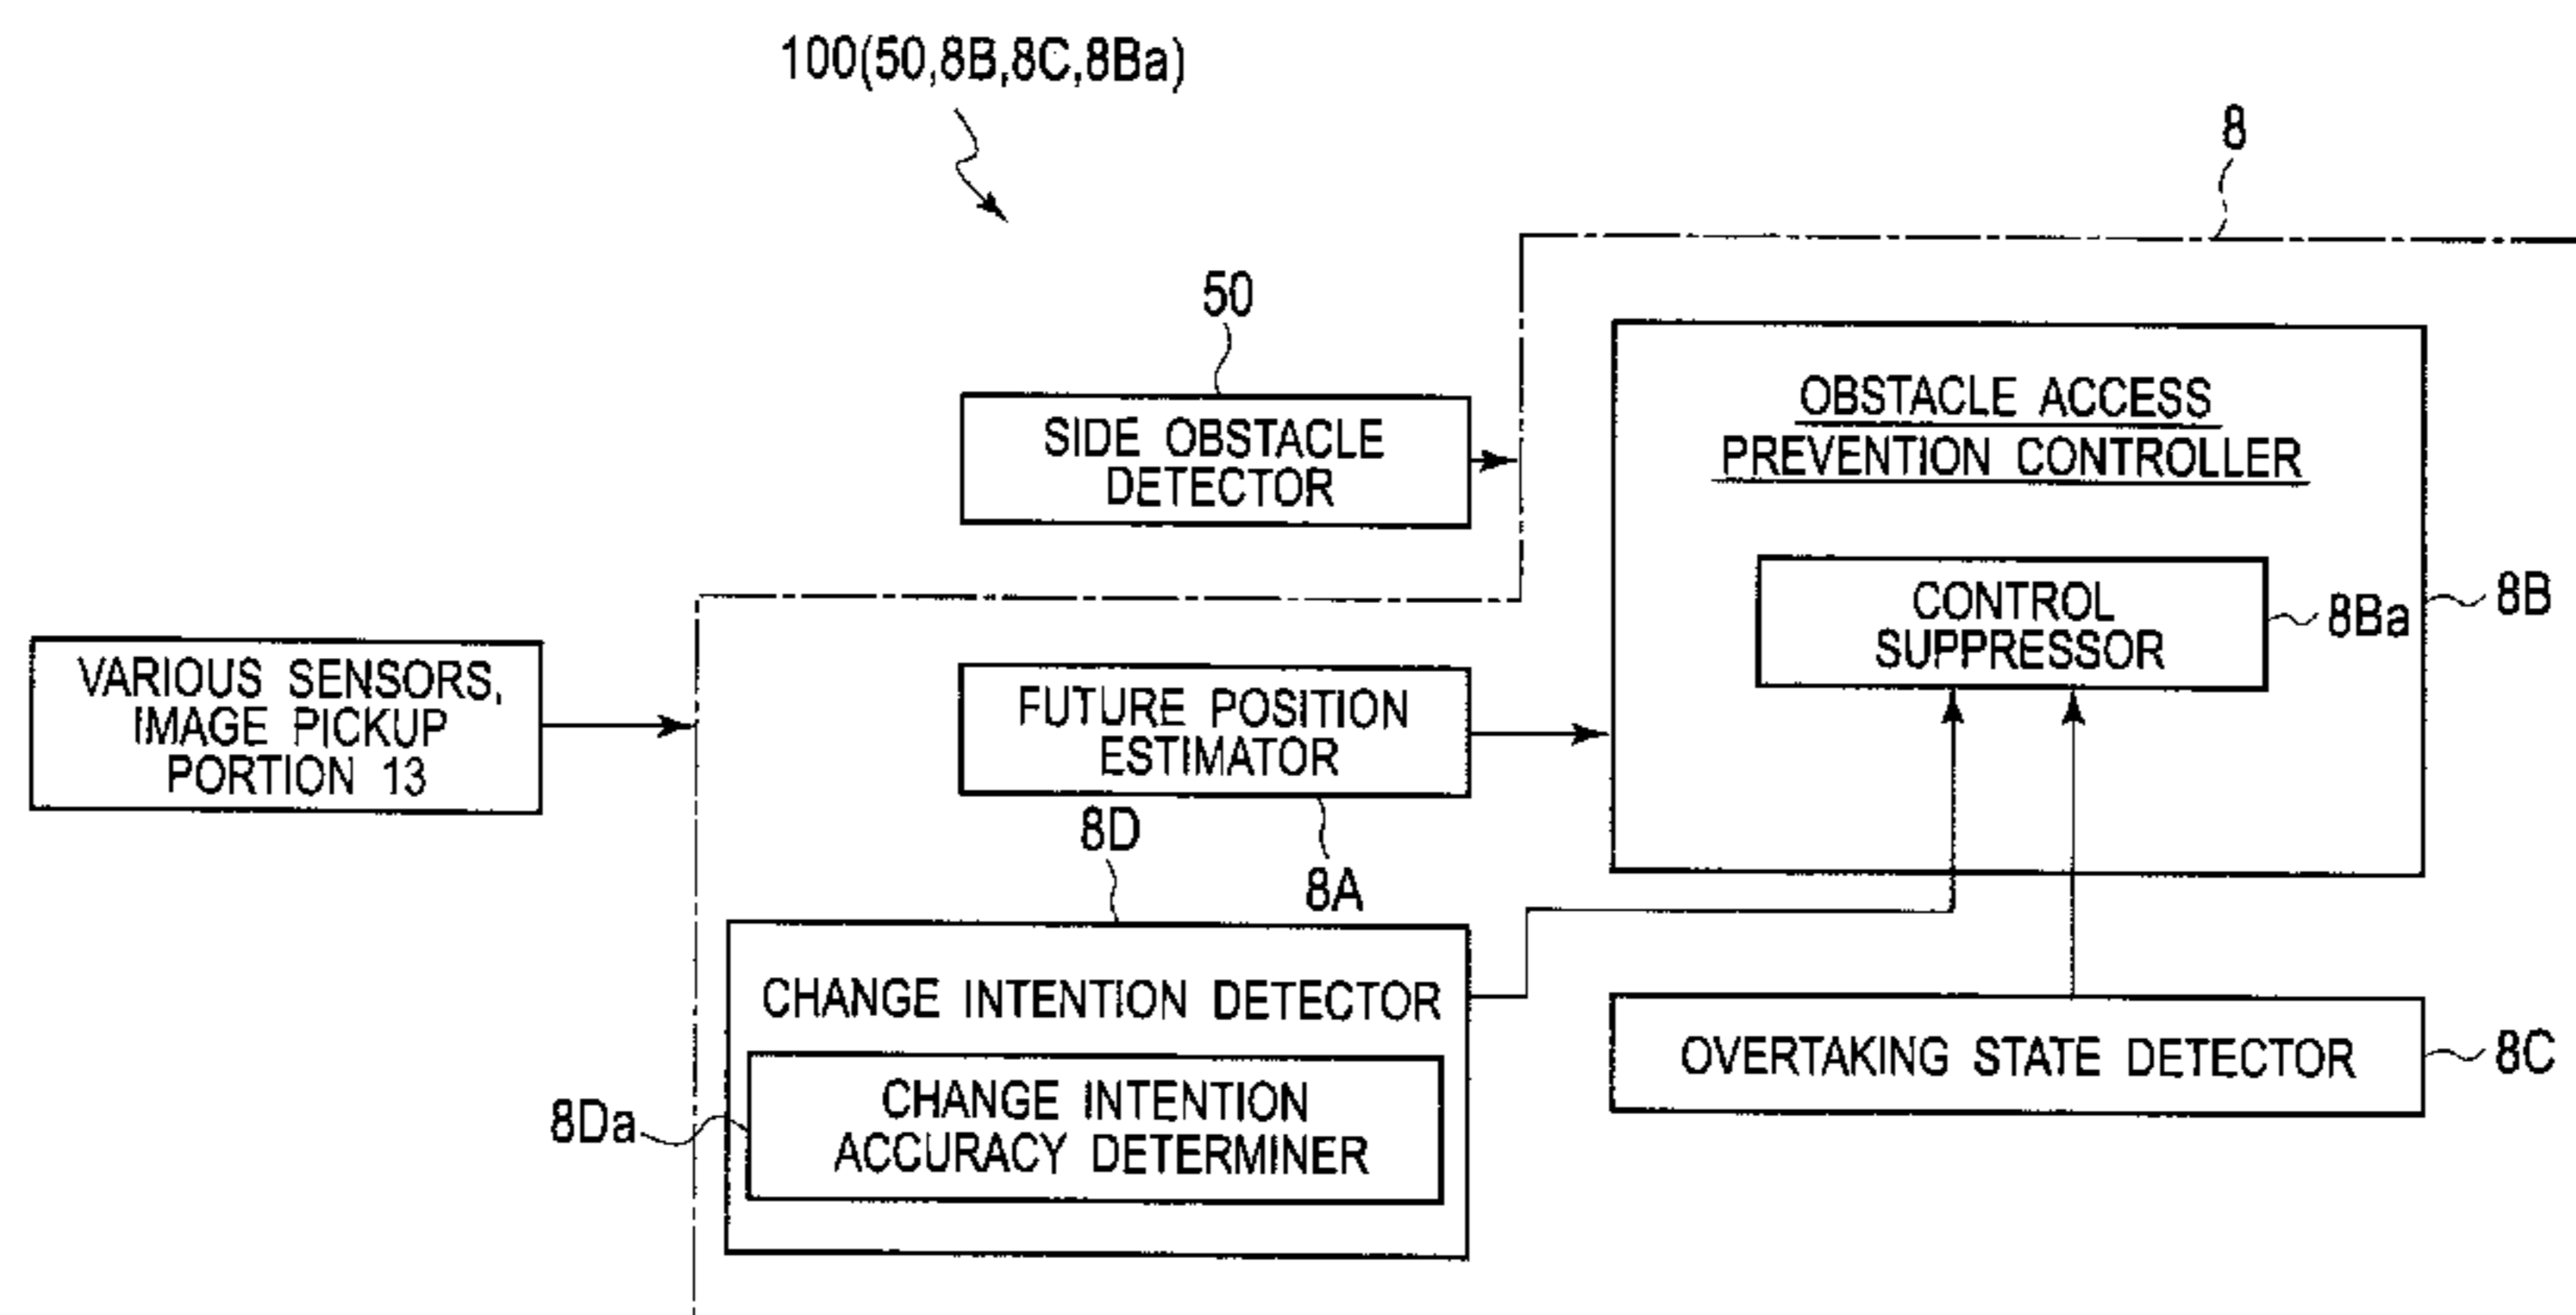 100(50,8B,8C,8Ba)
8
50
SIDE OBSTACLE
DETECTOR
OBSTACLE ACCESS
PREVENTION CONTROLLER
CONTROL
SUPPRESSOR
8Ba
8B
VARIOUS SENSORS,
IMAGE PICKUP
PORTION 13
FUTURE POSITION
ESTIMATOR
8A
8D
CHANGE INTENTION DETECTOR
8Da
CHANGE INTENTION
ACCURACY DETERMINER
OVERTAKING STATE DETECTOR
8C